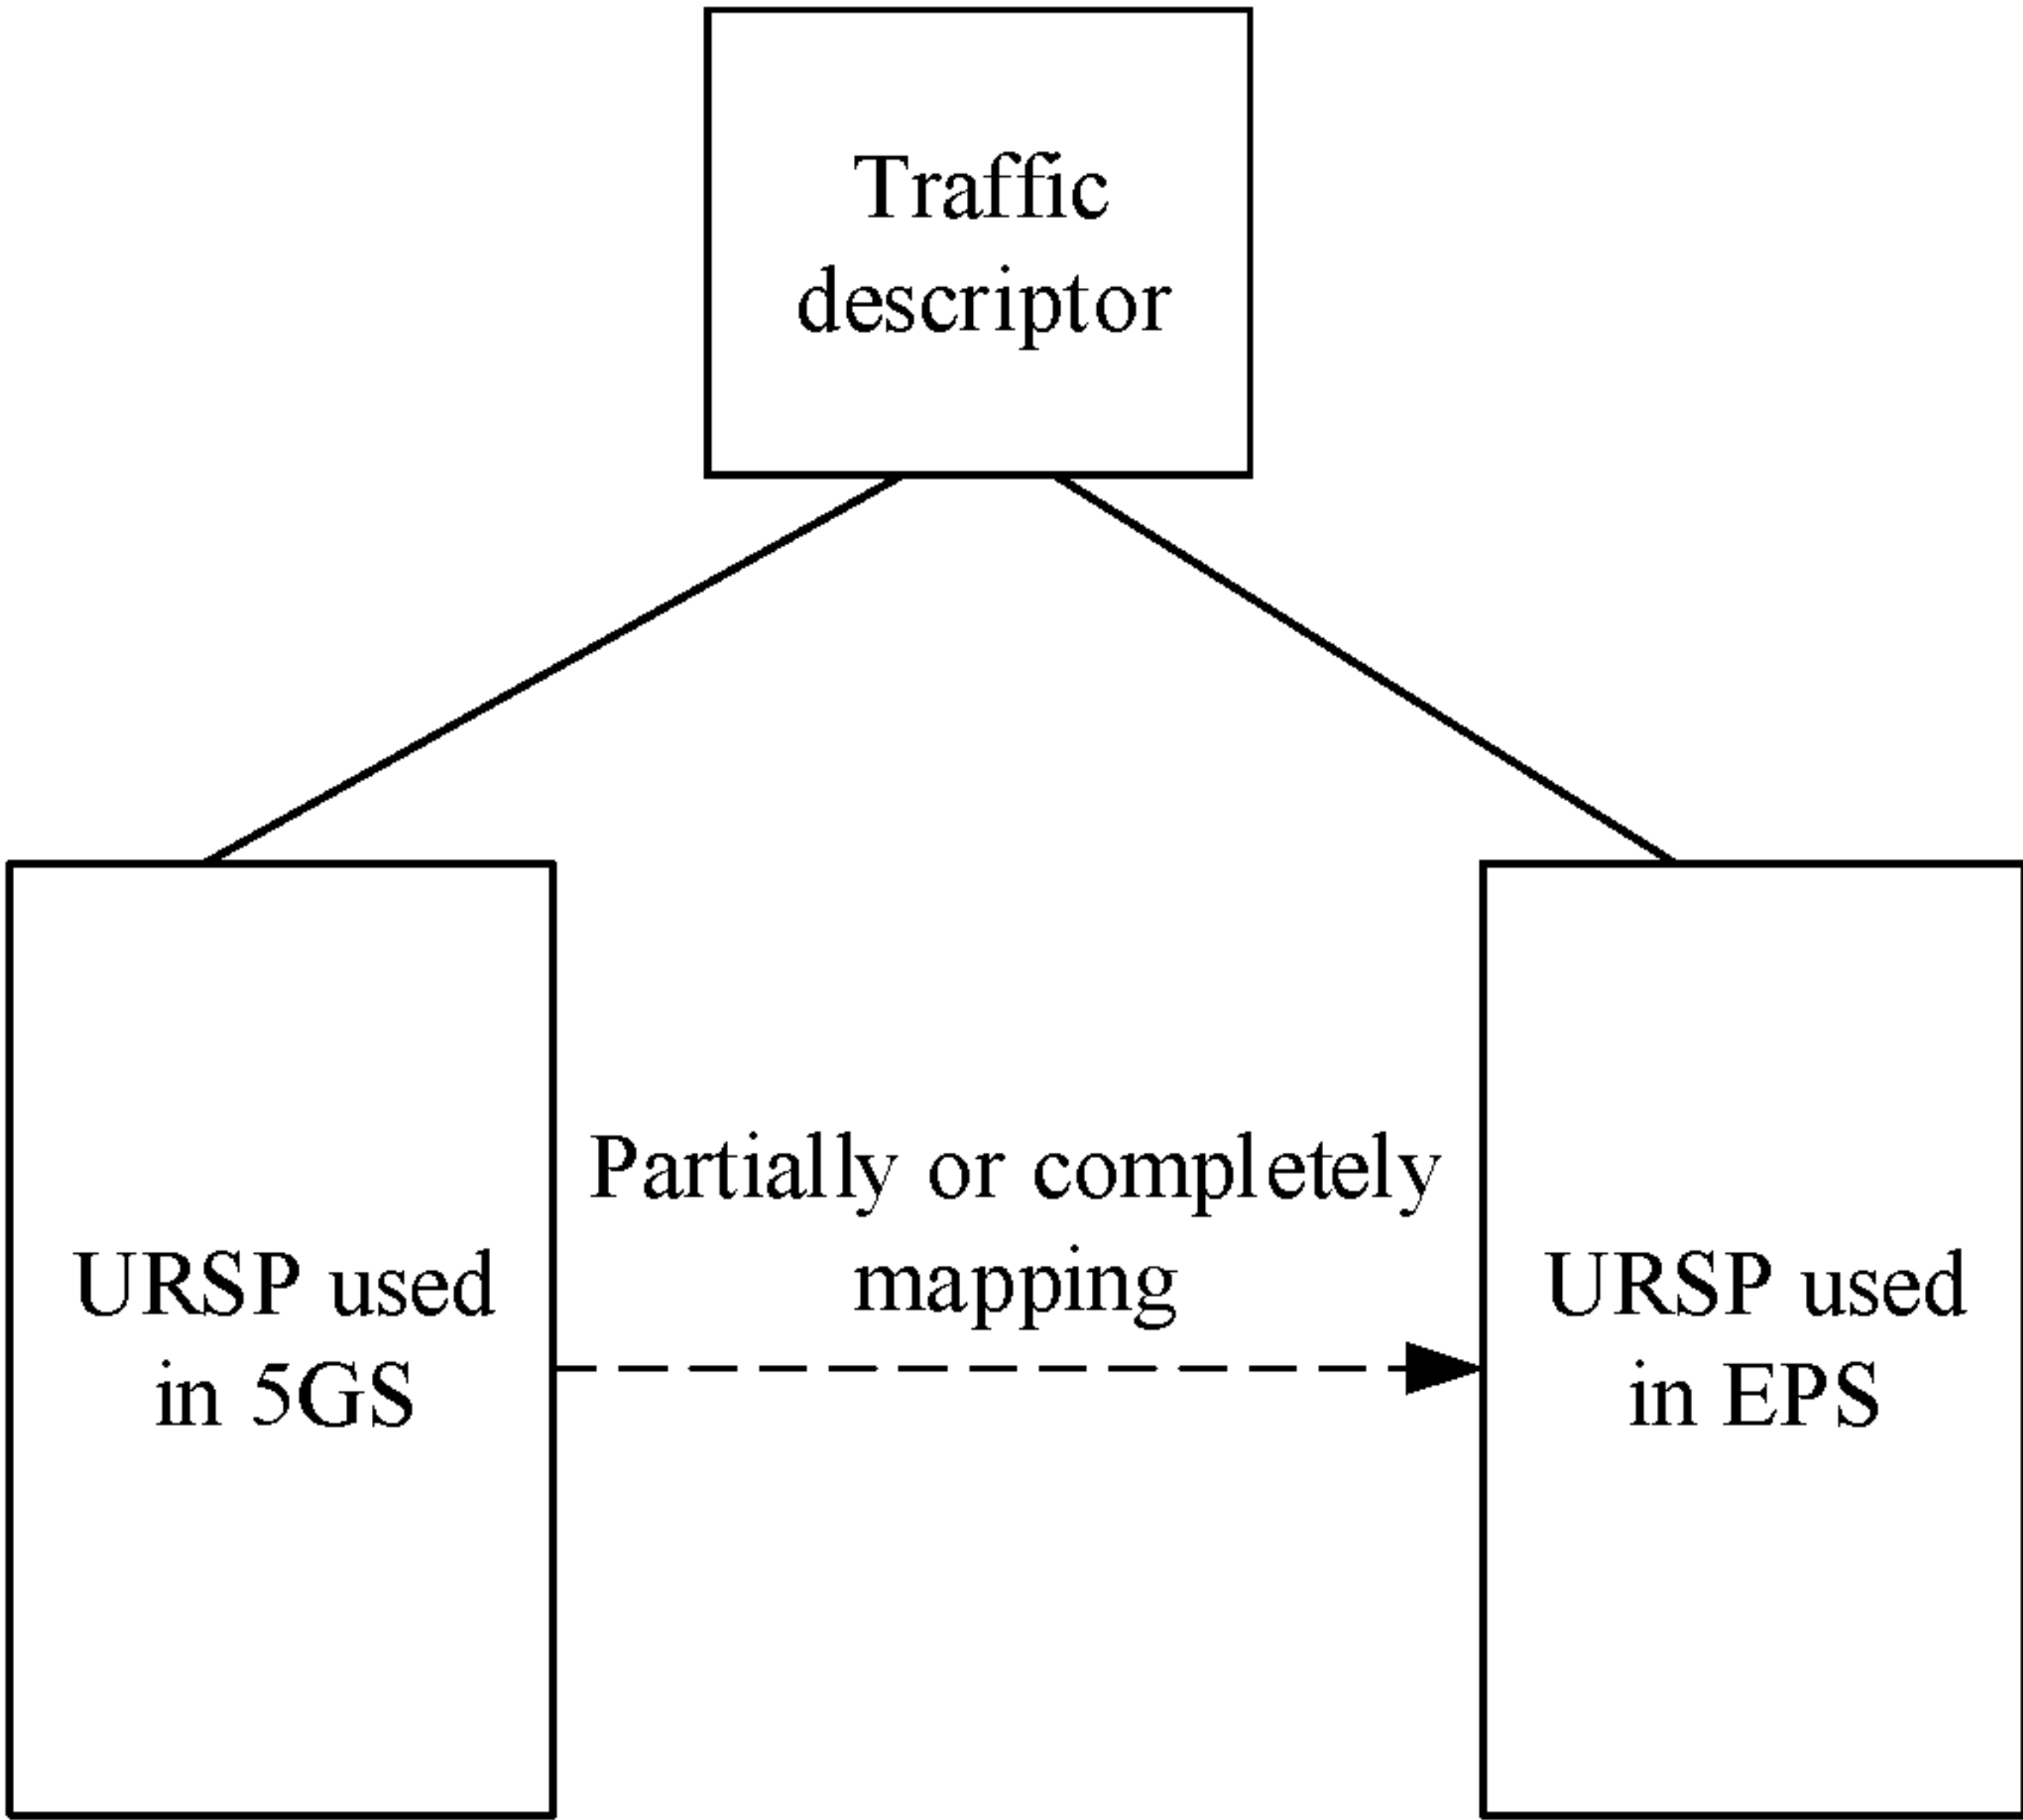 Traffic
descriptor
Partially or completely
mapping
URSP used
in 5GS
URSP used
in EPS